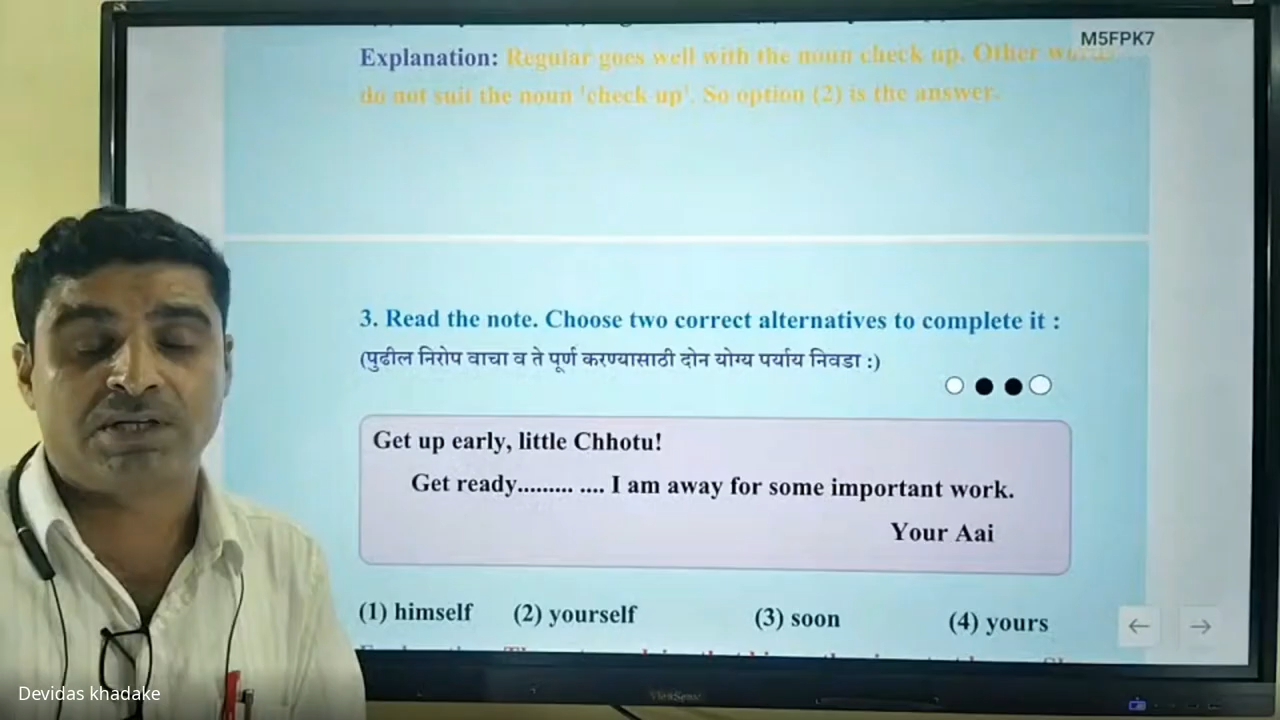 M5FPK7
Explanation: Regular goes well with the noun check up. Other
do not suit the noun 'check up'. So option (2) is the answer.
3. Read the note. Choose two correct alternatives to complete it :
(पुढील निरोप वाचा व ते पूर्ण करण्यासाठी दोन योग्य पर्याय निवडा :)
Get up early, little Chhotu!
Get ready......... .... I am away for some important work.
Your Aai
(1) himself (2) yourself (3) soon (4) yours
ViewSonic
Devidas khadake